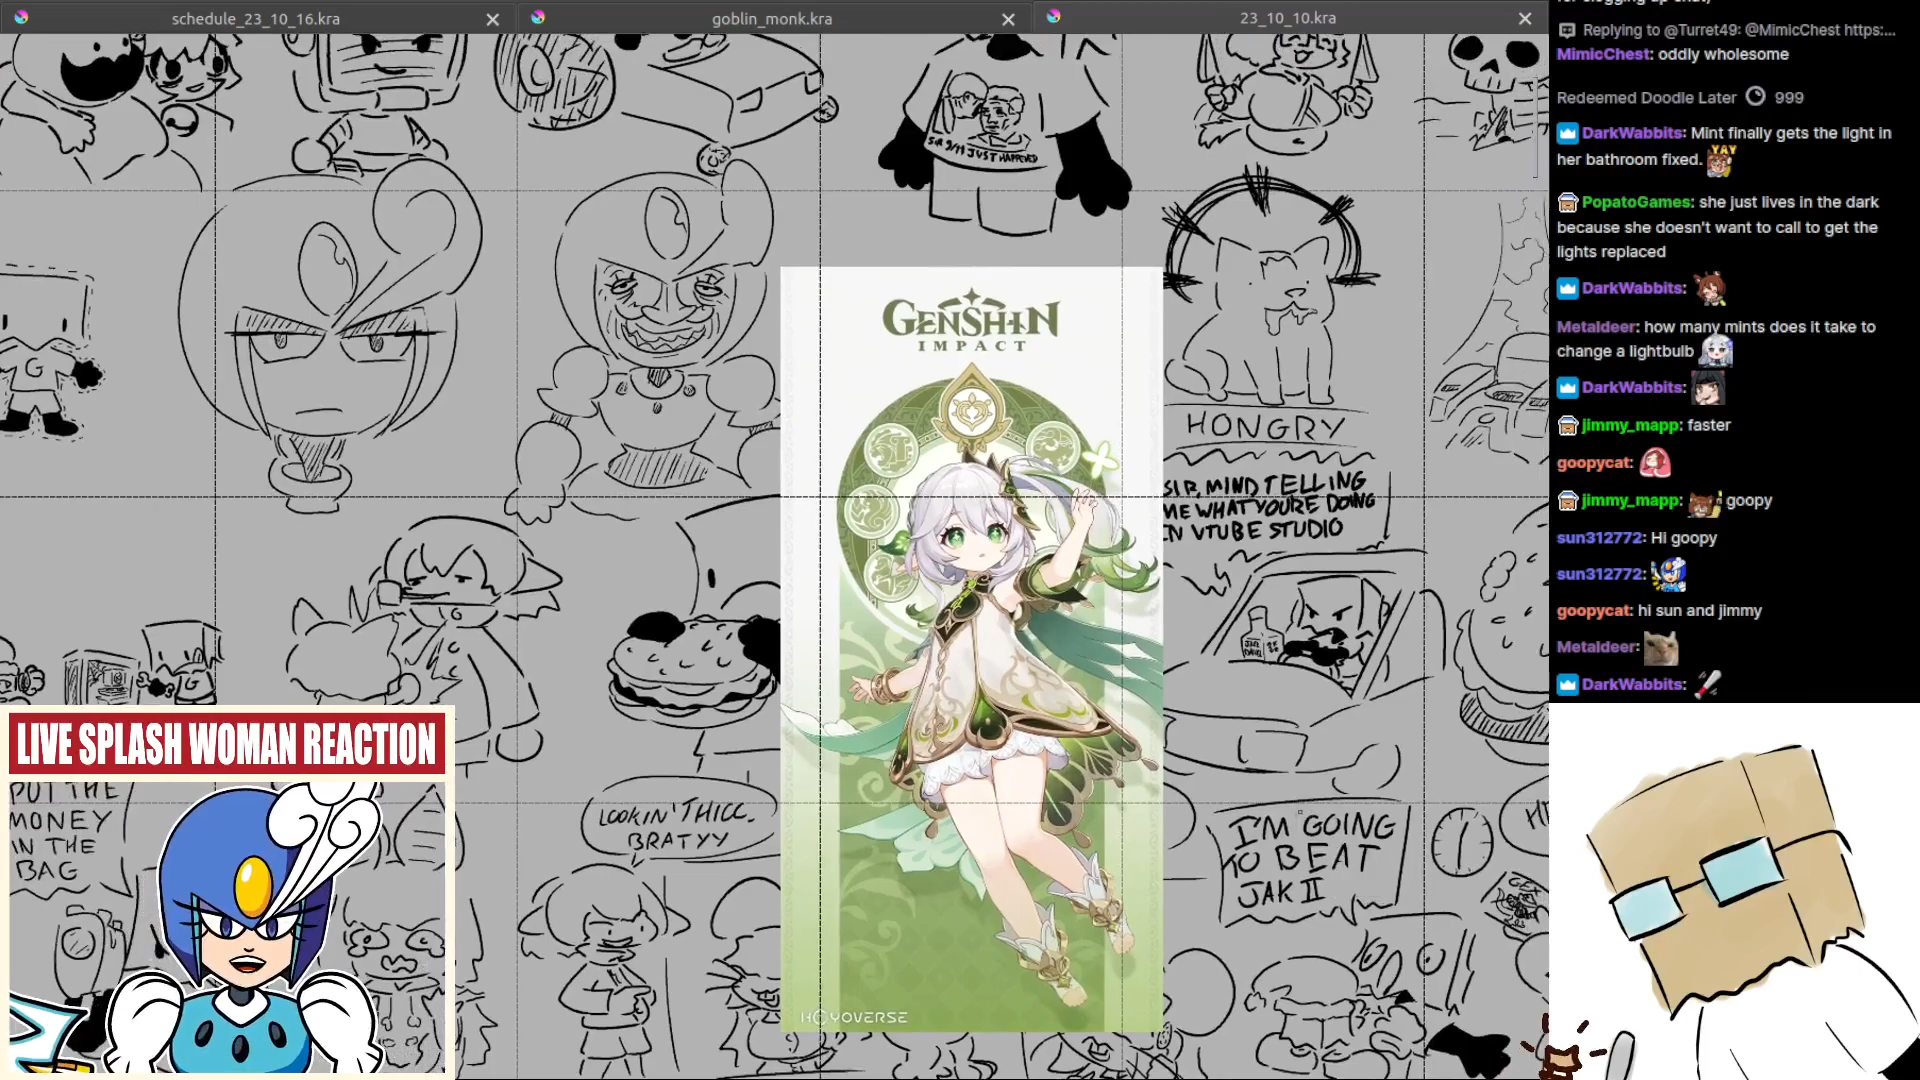 schedule_23_10_16.kra
goblin_monk.kra
23_10_10.kra
SIR 9/11 JUST HAPPENED
GENSHIN
IMPACT
HONGRY
SIR, MIND TELLING
ME WHAT YOURE DOING
IN VTUBE STUDIO
G
G
G
LOOKIN' THICC.
BRATYY
I'M GOING
TO BEAT
JAK II
GEX
HOYOVERSE
LIVE SPLASH WOMAN REACTION
PUT THE
MONEY
IN THE
BAG
Replying to @Turret49: @MimicChest https:...
MimicChest: oddly wholesome
Redeemed Doodle Later 999
DarkWabbits: Mint finally gets the light in
her bathroom fixed. YAY
PopatoGames: she just lives in the dark
because she doesn't want to call to get the
lights replaced
DarkWabbits:
Metaldeer: how many mints does it take to
change a lightbulb
DarkWabbits:
jimmy_mapp: faster
goopycat:
jimmy_mapp: goopy
sun312772: Hi goopy
sun312772:
goopycat: hi sun and jimmy
Metaldeer:
DarkWabbits: